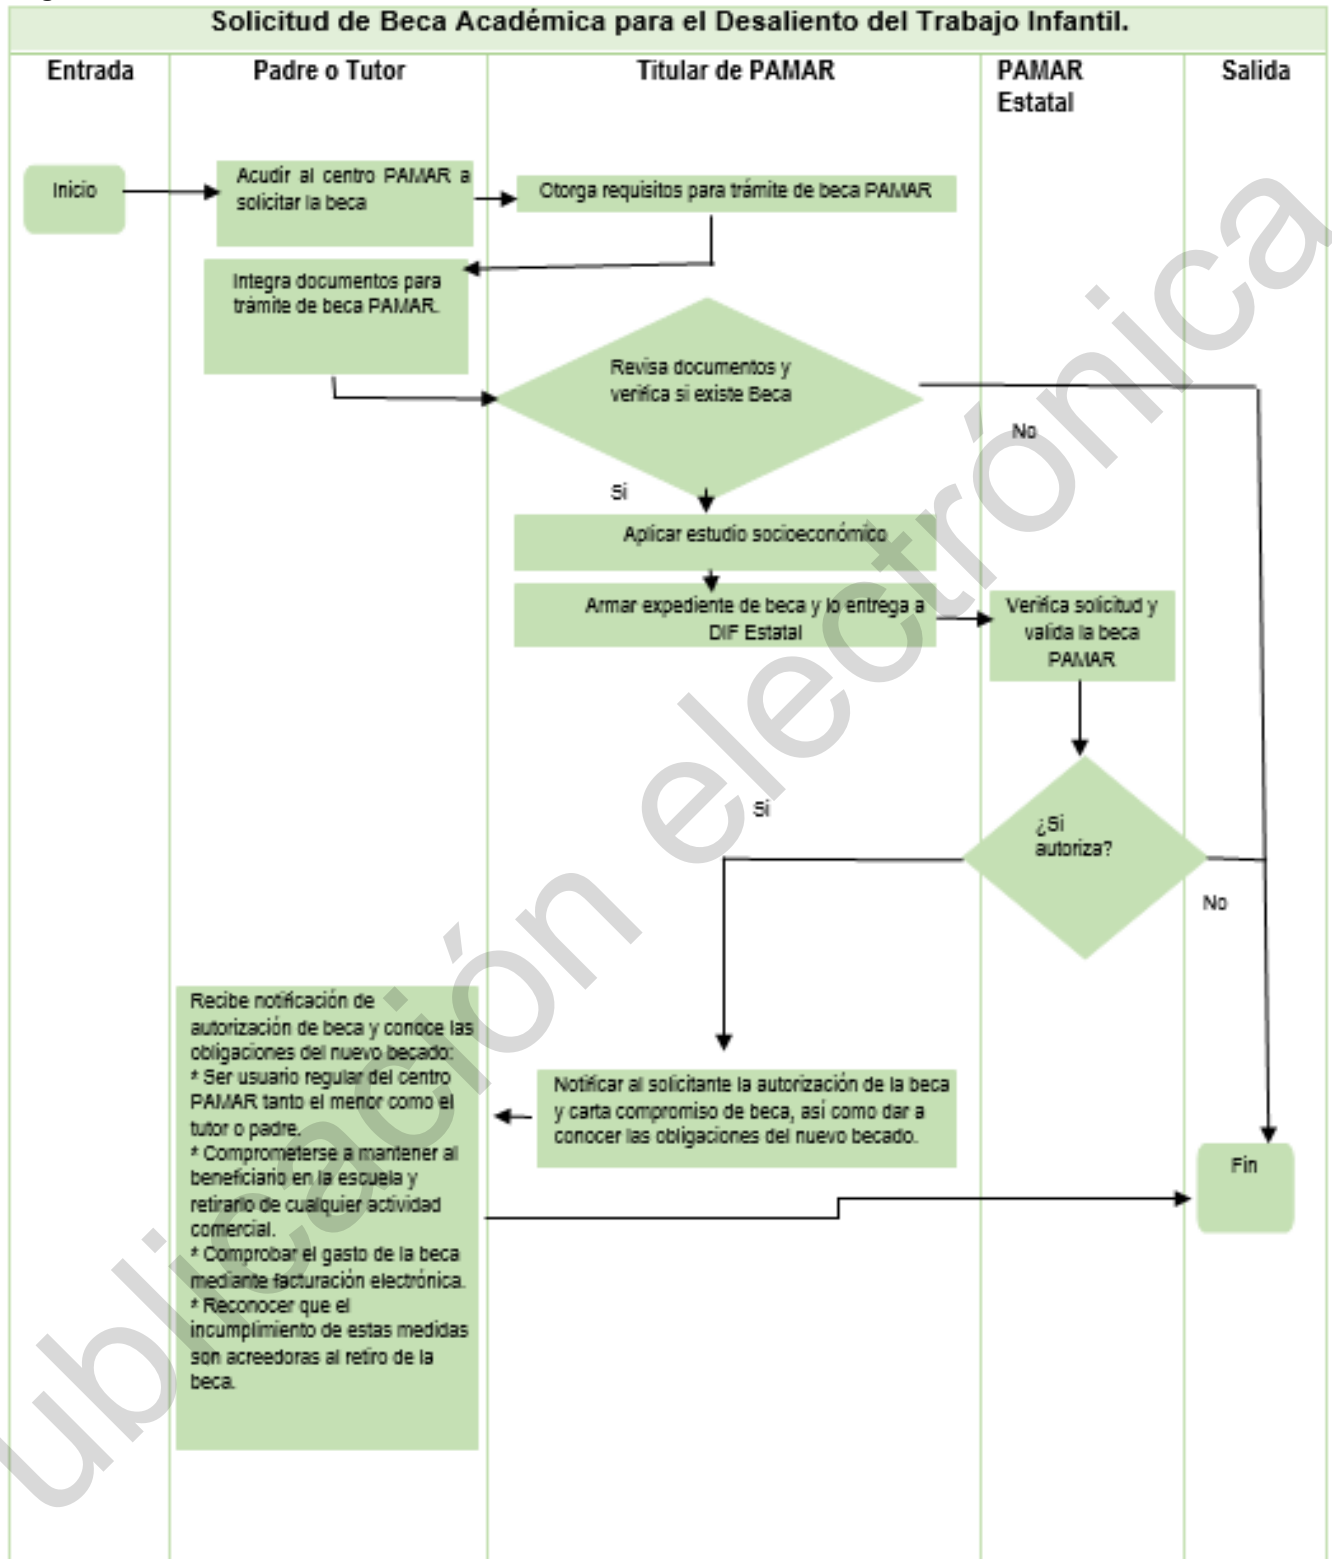 Solicitud de Beca Académica para el Desaliento del Trabajo Infantil.
Entrada
Padre o Tutor
Titular de PAMAR
PAMAR
Estatal
Salida
Inicio
Acudir al centro PAMAR a
solicitar la beca
Otorga requisitos para trámite de beca PAMAR
Integra documentos para
trámite de beca PAMAR.
Revisa documentos y
verifica si existe Beca
No
Si
Aplicar estudio socioeconómico
Armar expediente de beca y lo entrega a
DIF Estatal
Verifica solicitud y
valida la beca
PAMAR
Si
¿Si
autoriza?
No
Recibe notificación de
autorización de beca y conoce las
obligaciones del nuevo becado:
* Ser usuario regular del centro
PAMAR tanto el menor como el
tutor o padre.
* Comprometerse a mantener al
beneficiario en la escuela y
retirarlo de cualquier actividad
comercial.
* Comprobar el gasto de la beca
mediante facturación electrónica.
* Reconocer que el
incumplimiento de estas medidas
son acreedoras al retiro de la
beca.
Notificar al solicitante la autorización de la beca
y carta compromiso de beca, así como dar a
conocer las obligaciones del nuevo becado.
Fin
ublicación electrónica